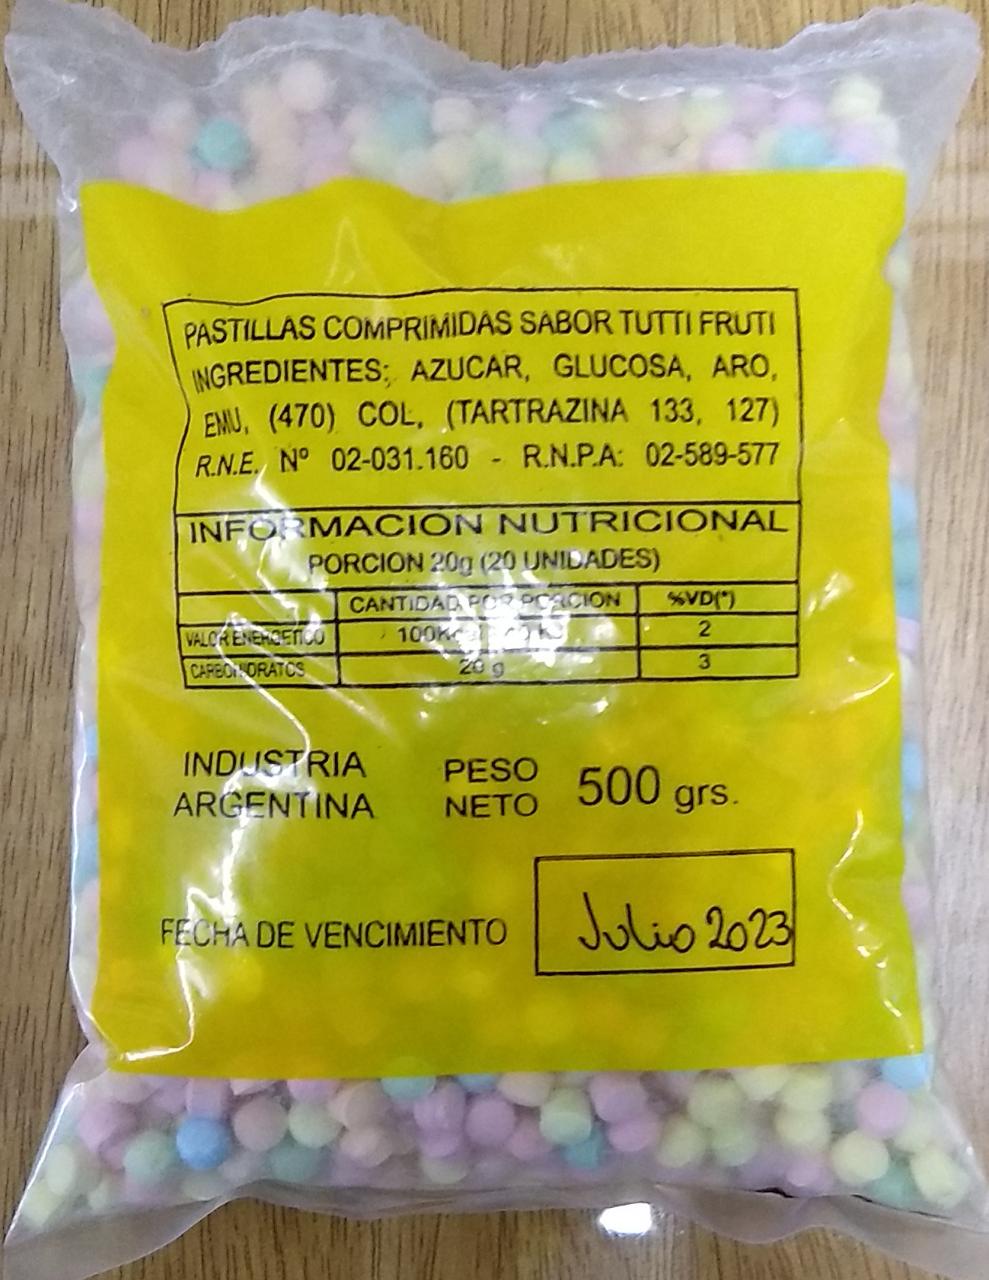 PASTILLAS COMPRIMIDAS SABOR TUTTI FRUTI
INGREDIENTES; AZUCAR, GLUCOSA, ARO,
EMU, (470) COL, (TARTRAZINA 133, 127)
R.N.E. Nº 02-031.160 - R.N.P.A: 02-589-577
INFORMACION NUTRICIONAL
PORCION 20g (20 UNIDADES)
CANTIDAD POR PORCION %VD(*)
VALOR ENERGETICO 2
CARBOHIDRATOS 20 g 3
INDUSTRIA
ARGENTINA
PESO
NETO
500 grs.
FECHA DE VENCIMIENTO
Julio 2023